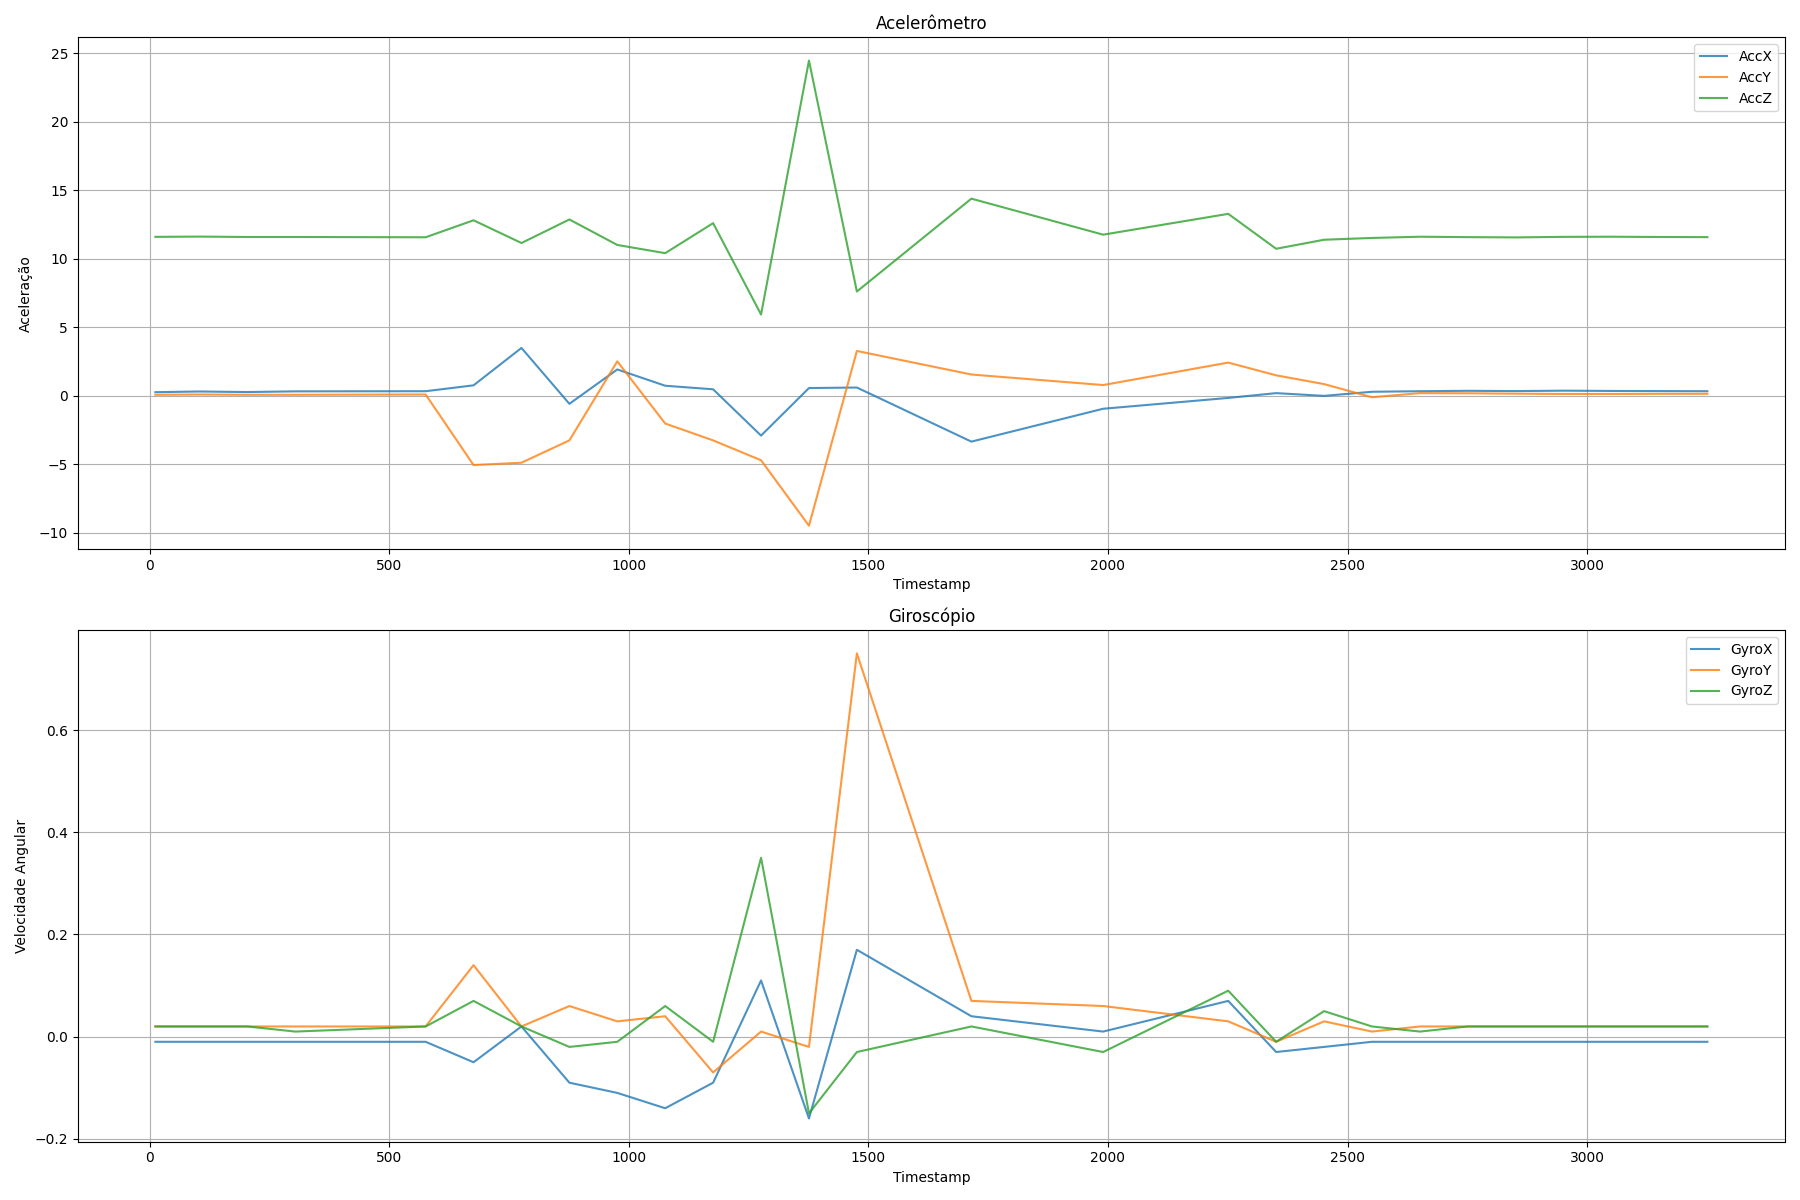 Acelerômetro
25
20
15
10
5
0
−5
−10
Aceleração
AccX
AccY
AccZ
0 500 1000 1500 2000 2500 3000
Timestamp
Giroscópio
0.6
0.4
0.2
0.0
−0.2
Velocidade Angular
GyroX
GyroY
GyroZ
0 500 1000 1500 2000 2500 3000
Timestamp